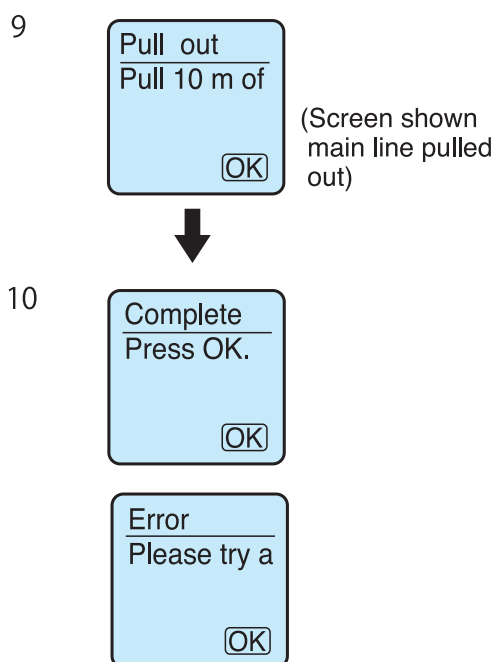 9
Pull out
Pull 10 m of
OK
(Screen shown
main line pulled
out)
10
Complete
Press OK.
OK
Error
Please try a
OK